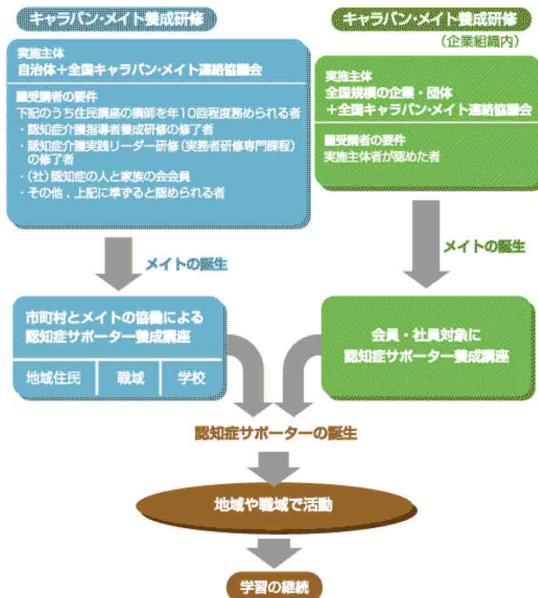 キャラバン・メイト養成研修
実施主体
自治体＋全国キャラバン・メイト連絡協議会
■受講者の要件
下記のうち住民講座の講師を年10回程度務められる者
・認知症介護指導者養成研修の修了者
・認知症介護実践リーダー研修(実務者研修専門課程)
の修了者
・(社)認知症の人と家族の会会員
・その他、上記に準ずると認められる者
キャラバン・メイト養成研修
(企業組織内)
実施主体
全国規模の企業・団体
＋全国キャラバン・メイト連絡協議会
■受講者の要件
実施主体者が認めた者
メイトの誕生
メイトの誕生
市町村とメイトの協働による
認知症サポーター養成講座
地域住民
職域
学校
会員・社員対象に
認知症サポーター養成講座
認知症サポーターの誕生
地域や職域で活動
学習の継続